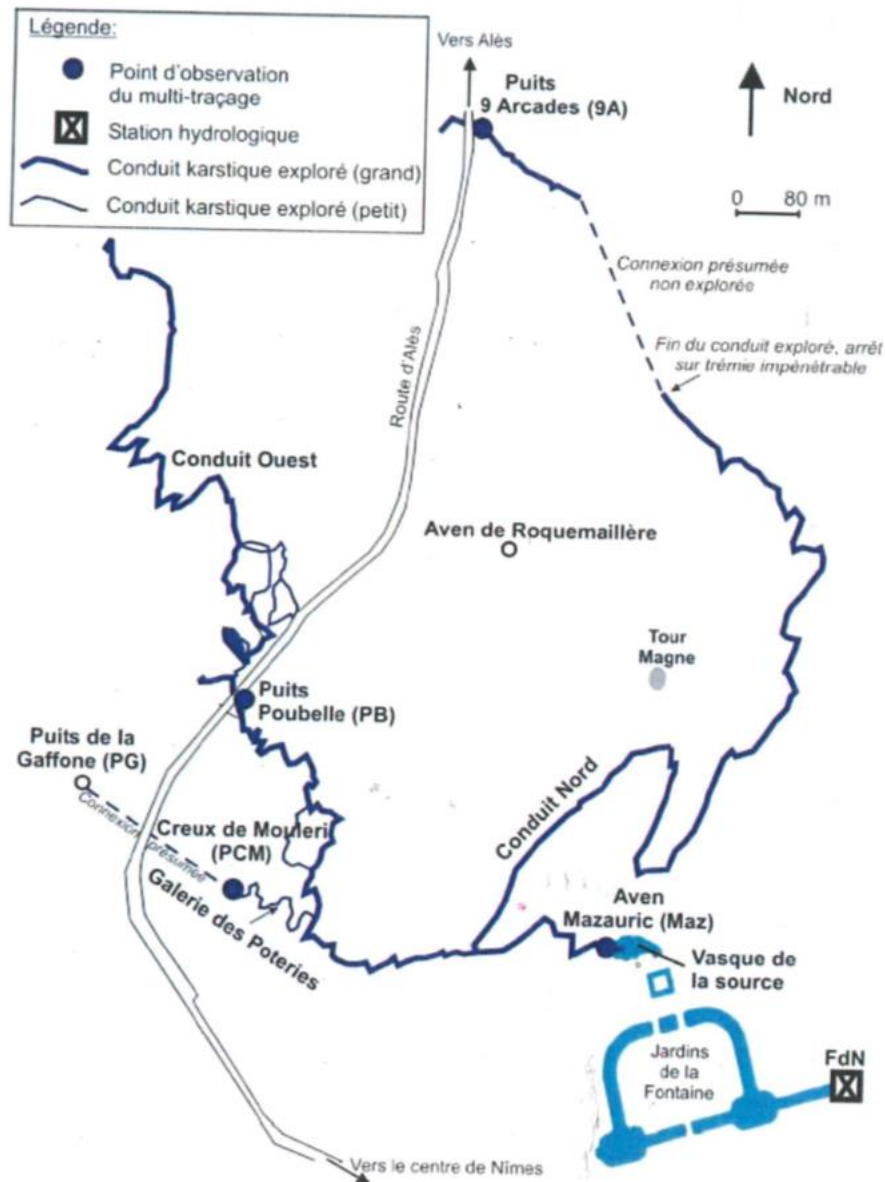 Légende:
Point d'observation
du multi-traçage
Station hydrologique
Conduit karstique exploré (grand)
Conduit karstique exploré (petit)
Vers Alès
Puits
9 Arcades (9A)
Nord
0 80 m
Connexion présumée
non explorée
Fin du conduit exploré, arrêt
sur trémie impénétrable
Route d'Alès
Conduit Ouest
Aven de Roquemaillère
Tour
Magne
Puits
Poubelle (PB)
Puits de la
Gaffone (PG)
Connexion présumée
Creux de Mouleri
(PCM)
Galerie des Poteries
Conduit Nord
Aven
Mazauric (Maz)
Vasque de
la source
Jardins
de la
Fontaine
FdN
Vers le centre de Nîmes